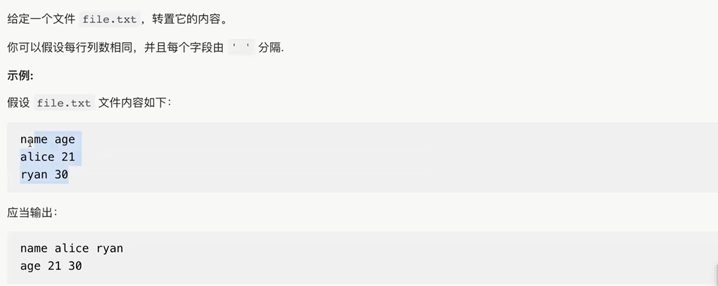 给定一个文件 file.txt，转置它的内容。
你可以假设每行列数相同，并且每个字段由 ' ' 分隔.
示例:
假设 file.txt 文件内容如下：
name age
alice 21
ryan 30
应当输出：
name alice ryan
age 21 30